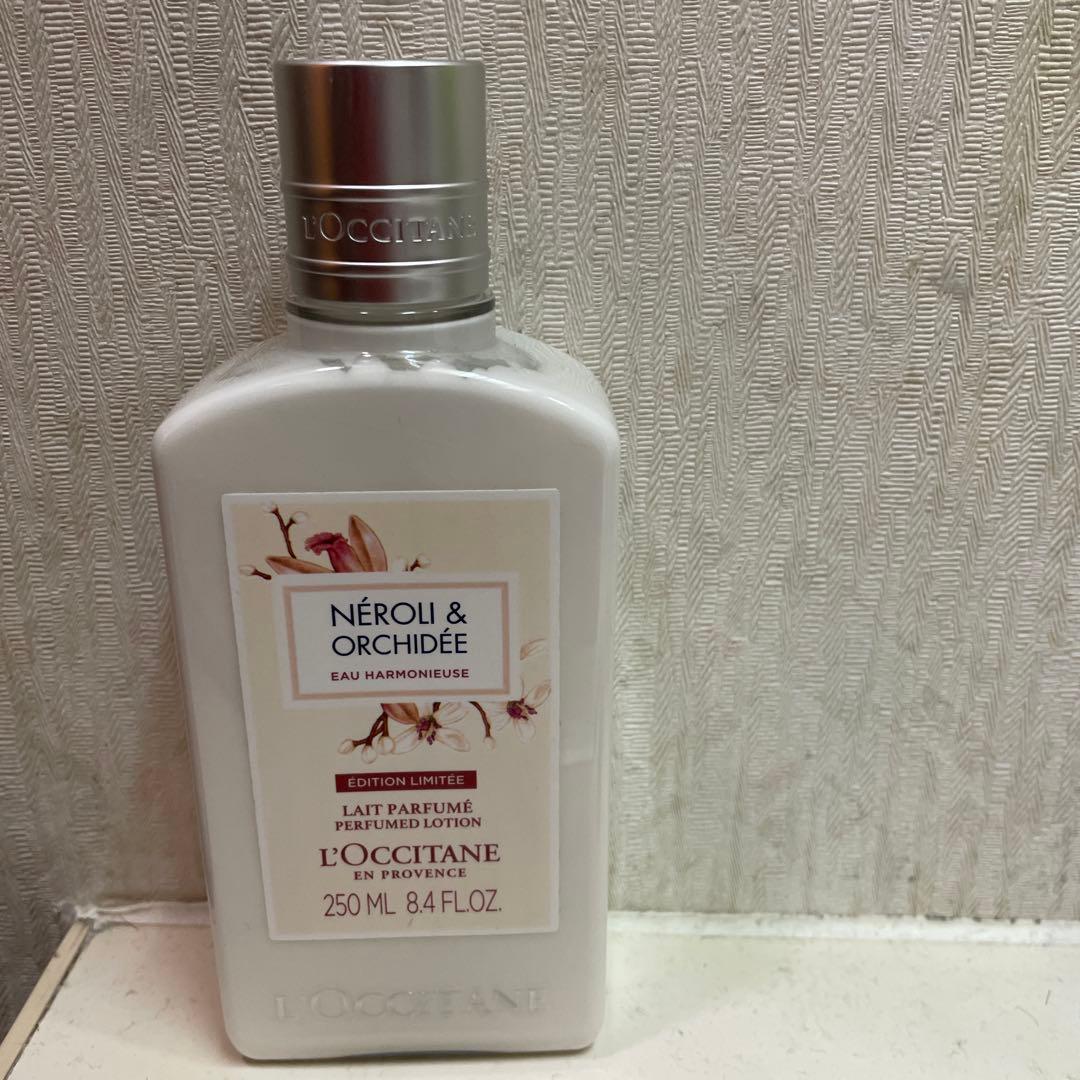 L'OCCITANE
NÉROLI &
ORCHIDÉE
EAU HARMONIEUSE
ÉDITION LIMITÉE
LAIT PARFUMÉ
PERFUMED LOTION
L'OCCITANE
EN PROVENCE
250 ML 8.4 FL.OZ.
L'OCCITANE